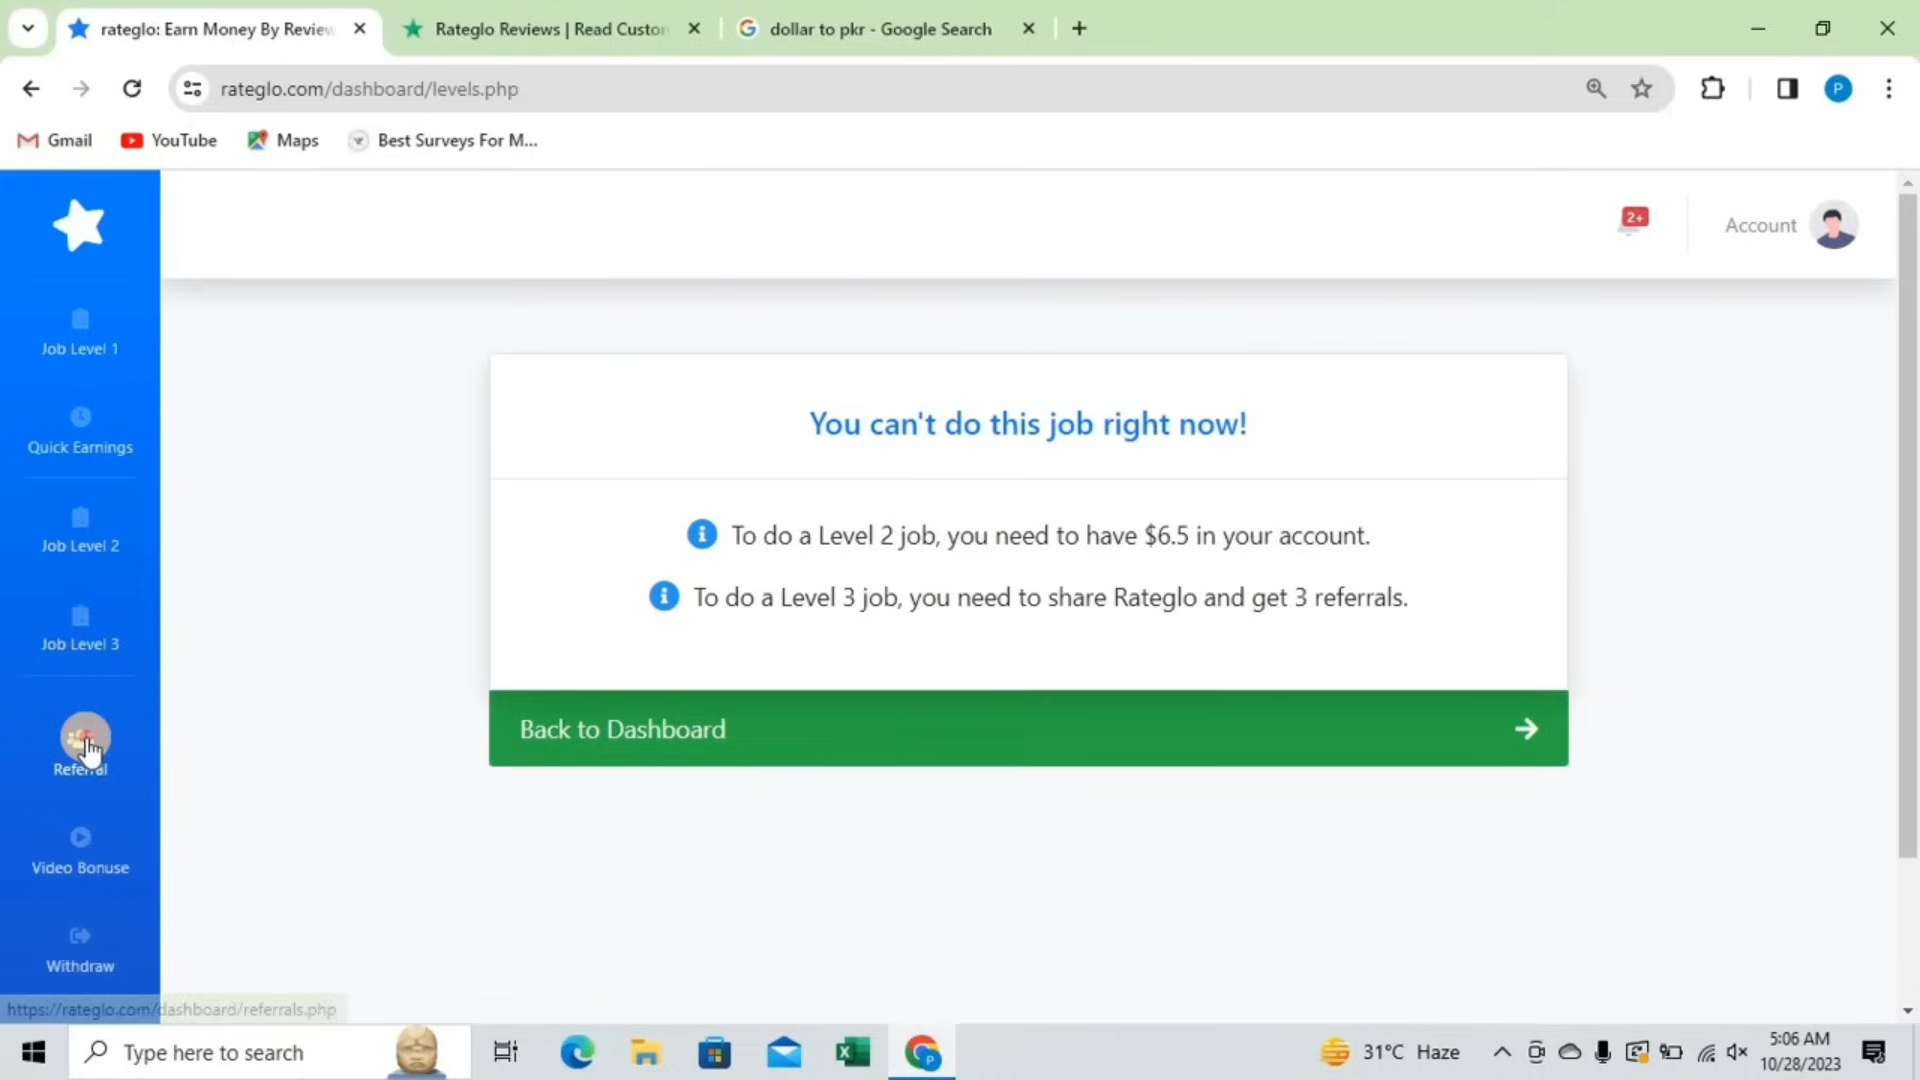 rateglo: Earn Money By Review
Rateglo Reviews | Read Custon
dollar to pkr - Google Search
rateglo.com/dashboard/levels.php
Gmail
YouTube
Maps
Best Surveys For M...
2+
Account
Job Level 1
Quick Earnings
Job Level 2
Job Level 3
Referral
Video Bonuse
Withdraw
You can't do this job right now!
To do a Level 2 job, you need to have $6.5 in your account.
To do a Level 3 job, you need to share Rateglo and get 3 referrals.
Back to Dashboard
https://rateglo.com/dashboard/referrals.php
Type here to search
31°C Haze
5:06 AM
10/28/2023
P